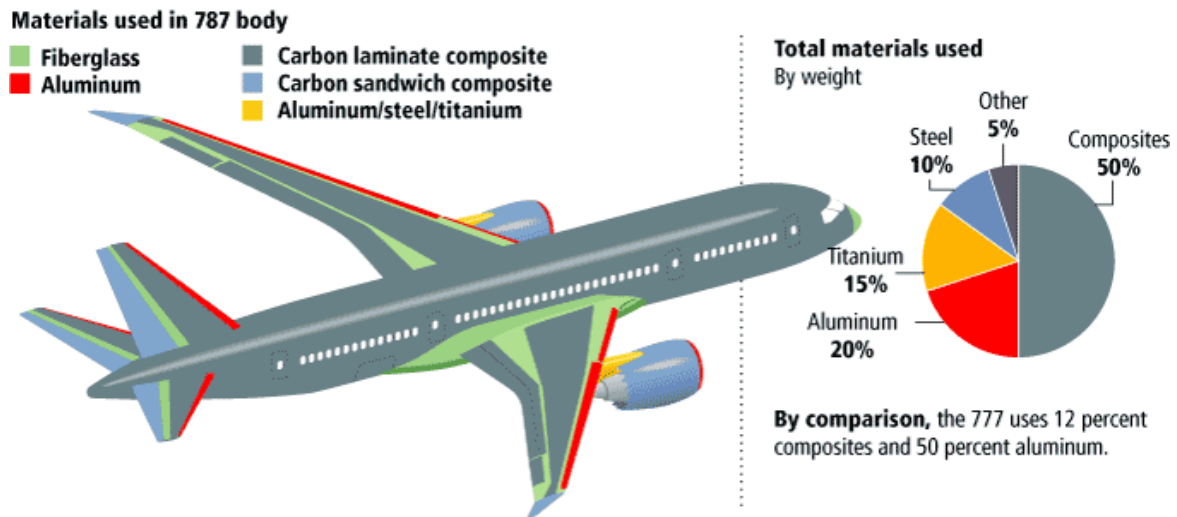 Materials used in 787 body
Fiberglass
Aluminum
Carbon laminate composite
Carbon sandwich composite
Aluminum/steel/titanium
Total materials used
By weight
Other
5%
Steel
10%
Composites
50%
Titanium
15%
Aluminum
20%
By comparison, the 777 uses 12 percent
composites and 50 percent aluminum.